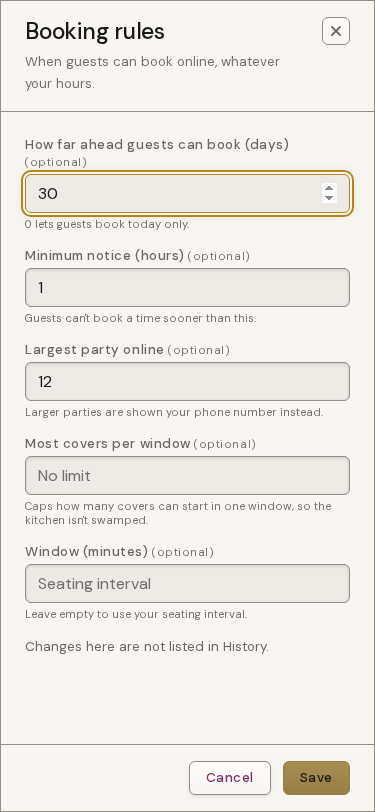 Booking rules
When guests can book online, whatever
your hours.
How far ahead guests can book (days)
(optional)
30
0 lets guests book today only.
Minimum notice (hours) (optional)
1
Guests can't book a time sooner than this.
Largest party online (optional)
12
Larger parties are shown your phone number instead.
Most covers per window (optional)
No limit
Caps how many covers can start in one window, so the
kitchen isn't swamped.
Window (minutes) (optional)
Seating interval
Leave empty to use your seating interval.
Changes here are not listed in History.
Cancel
Save